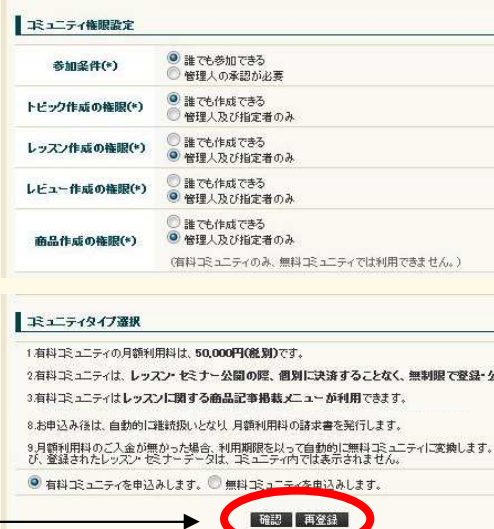 コミュニティ権限設定
参加条件(*)
誰でも参加できる
管理人の承認が必要
トピック作成の権限(*)
誰でも作成できる
管理人及び指定者のみ
レッスン作成の権限(*)
誰でも作成できる
管理人及び指定者のみ
レビュー作成の権限(*)
誰でも作成できる
管理人及び指定者のみ
商品作成の権限(*)
誰でも作成できる
管理人及び指定者のみ
(有料コミュニティのみ、無料コミュニティでは利用できません。)
コミュニティタイプ選択
1.有料コミュニティの月額利用料は、50,000円(税別)です。
2.有料コミュニティは、レッスン・セミナー公開の際、個別に決済することなく、無制限で登録・公
3.有料コミュニティはレッスンに関する商品記事掲載メニューが利用できます。
8.お申込み後は、自動的に継続扱いとなり、月額利用料の請求書を発行します。
9.月額利用料のご入金が無かった場合、利用期限を以って自動的に無料コミュニティに変換します。
び、登録されたレッスン・セミナーデータは、コミュニティ内では表示されません。
有料コミュニティを申込みします。 無料コミュニティを申込みします。
確認 再登録